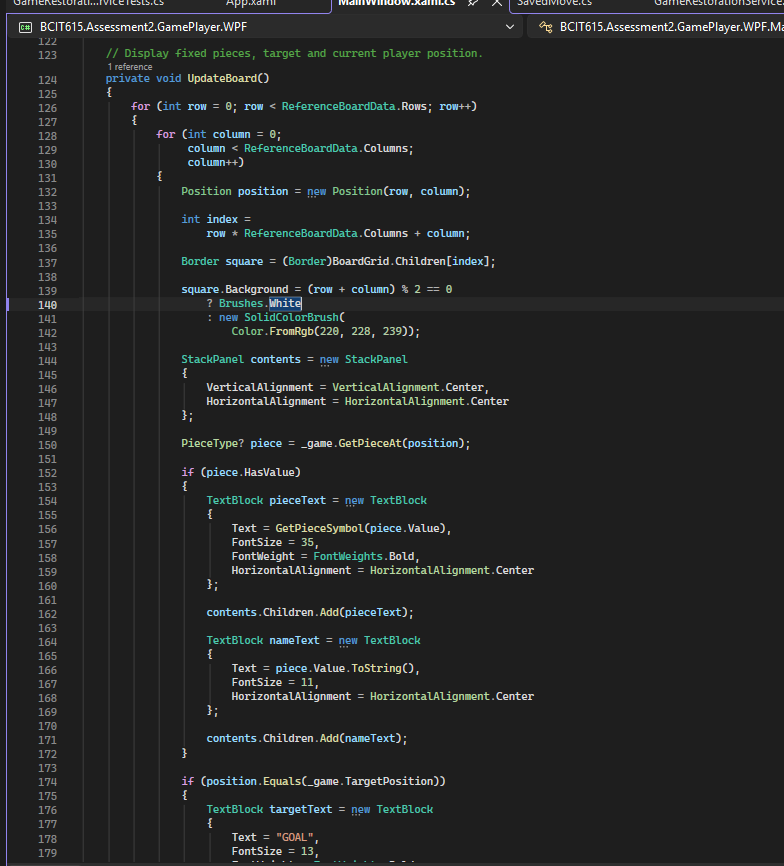 GameRestorati...rviceTests.cs App.xaml MainWindow.xaml.cs SavedMove.cs GameRestorationService.
BCIT615.Assessment2.GamePlayer.WPF BCIT615.Assessment2.GamePlayer.WPF.Ma
122
123 // Display fixed pieces, target and current player position.
1 reference
124 private void UpdateBoard()
125 {
126 for (int row = 0; row < ReferenceBoardData.Rows; row++)
127 {
128 for (int column = 0;
129 column < ReferenceBoardData.Columns;
130 column++)
131 {
132 Position position = new Position(row, column);
133
134 int index =
135 row * ReferenceBoardData.Columns + column;
136
137 Border square = (Border)BoardGrid.Children[index];
138
139 square.Background = (row + column) % 2 == 0
140 ? Brushes.White
141 : new SolidColorBrush(
142 Color.FromRgb(220, 228, 239));
143
144 StackPanel contents = new StackPanel
145 {
146 VerticalAlignment = VerticalAlignment.Center,
147 HorizontalAlignment = HorizontalAlignment.Center
148 };
149
150 PieceType? piece = _game.GetPieceAt(position);
151
152 if (piece.HasValue)
153 {
154 TextBlock pieceText = new TextBlock
155 {
156 Text = GetPieceSymbol(piece.Value),
157 FontSize = 35,
158 FontWeight = FontWeights.Bold,
159 HorizontalAlignment = HorizontalAlignment.Center
160 };
161
162 contents.Children.Add(pieceText);
163
164 TextBlock nameText = new TextBlock
165 {
166 Text = piece.Value.ToString(),
167 FontSize = 11,
168 HorizontalAlignment = HorizontalAlignment.Center
169 };
170
171 contents.Children.Add(nameText);
172 }
173
174 if (position.Equals(_game.TargetPosition))
175 {
176 TextBlock targetText = new TextBlock
177 {
178 Text = "GOAL",
179 FontSize = 13,